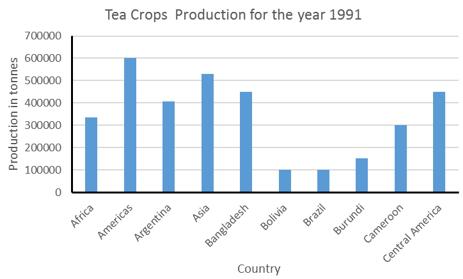 Tea Crops  Production for the year 1991
Production in tonnes
700000
600000
500000
400000
300000
200000
100000
0
Africa
Americas
Argentina
Asia
Bangladesh
Bolivia
Brazil
Burundi
Cameroon
Central America
Country